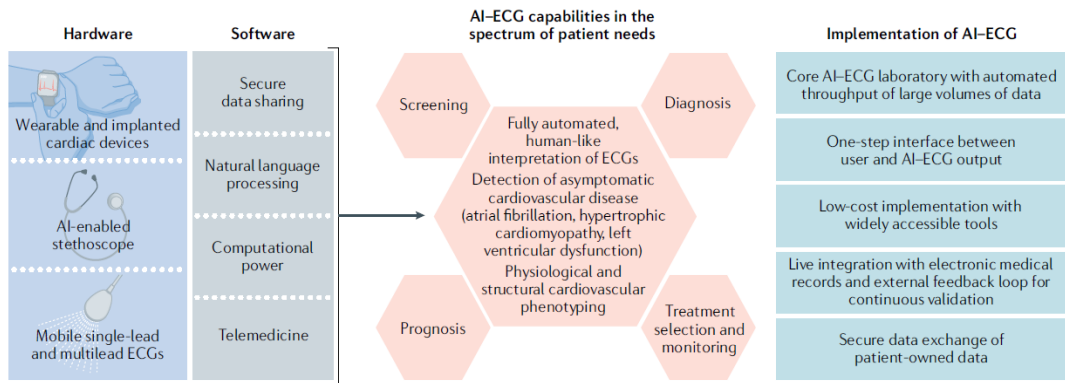 Hardware
Wearable and implanted
cardiac devices
AI-enabled
stethoscope
Mobile single-lead
and multilead ECGs
Software
Secure
data sharing
Natural language
processing
Computational
power
Telemedicine
AI–ECG capabilities in the
spectrum of patient needs
Screening
Diagnosis
Fully automated,
human-like
interpretation of ECGs
Detection of asymptomatic
cardiovascular disease
(atrial fibrillation, hypertrophic
cardiomyopathy, left
ventricular dysfunction)
Physiological and
structural cardiovascular
phenotyping
Prognosis
Treatment
selection and
monitoring
Implementation of AI–ECG
Core AI–ECG laboratory with automated
throughput of large volumes of data
One-step interface between
user and AI–ECG output
Low-cost implementation with
widely accessible tools
Live integration with electronic medical
records and external feedback loop for
continuous validation
Secure data exchange of
patient-owned data